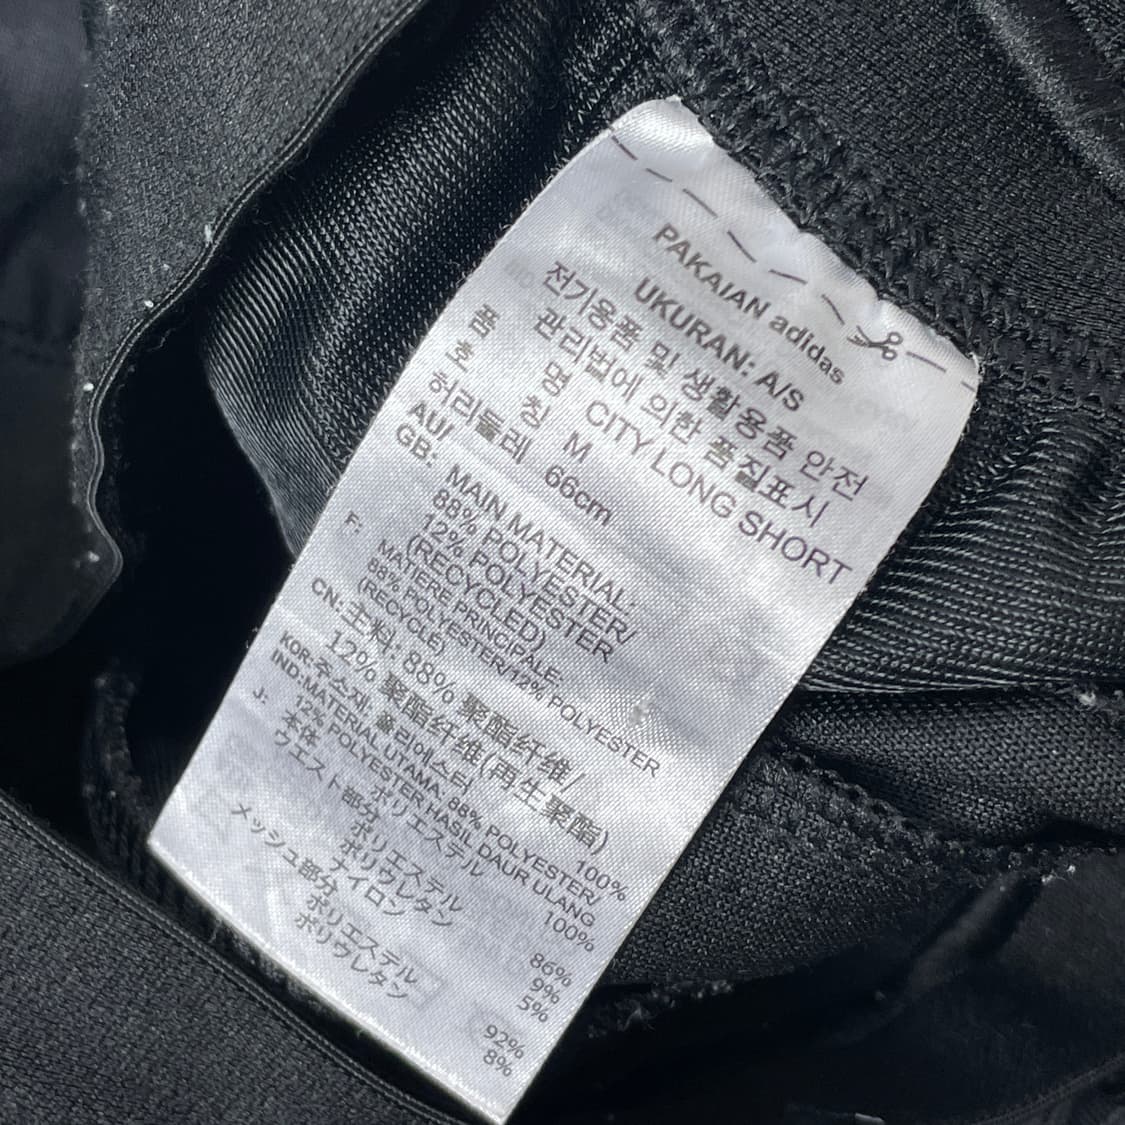 PAKAIAN adidas
UKURAN: A/S
전기용품 및 생활용품 안전
관리법에 의한 품질표시
품 명 CITY LONG SHORT
호 칭 M
허리둘레 66cm
AU/
GB: MAIN MATERIAL:
88% POLYESTER/
12% POLYESTER
(RECYCLED)
F: MATIERE PRINCIPALE:
88% POLYESTER/12% POLYESTER
(RECYCLE)
CN: 主料: 88% 聚酯纤维/
12% 聚酯纤维(再生聚酯)
KOR: 주소재 폴리에스터 100%
IND: MATERIAL UTAMA: 88% POLYESTER/
12% POLYESTER HASIL DAUR ULANG
J: 本体 ポリエステル 100%
ウエスト部分
ポリエステル 86%
ポリウレタン 9%
ナイロン 5%
メッシュ部分
ポリエステル 92%
ポリウレタン 8%